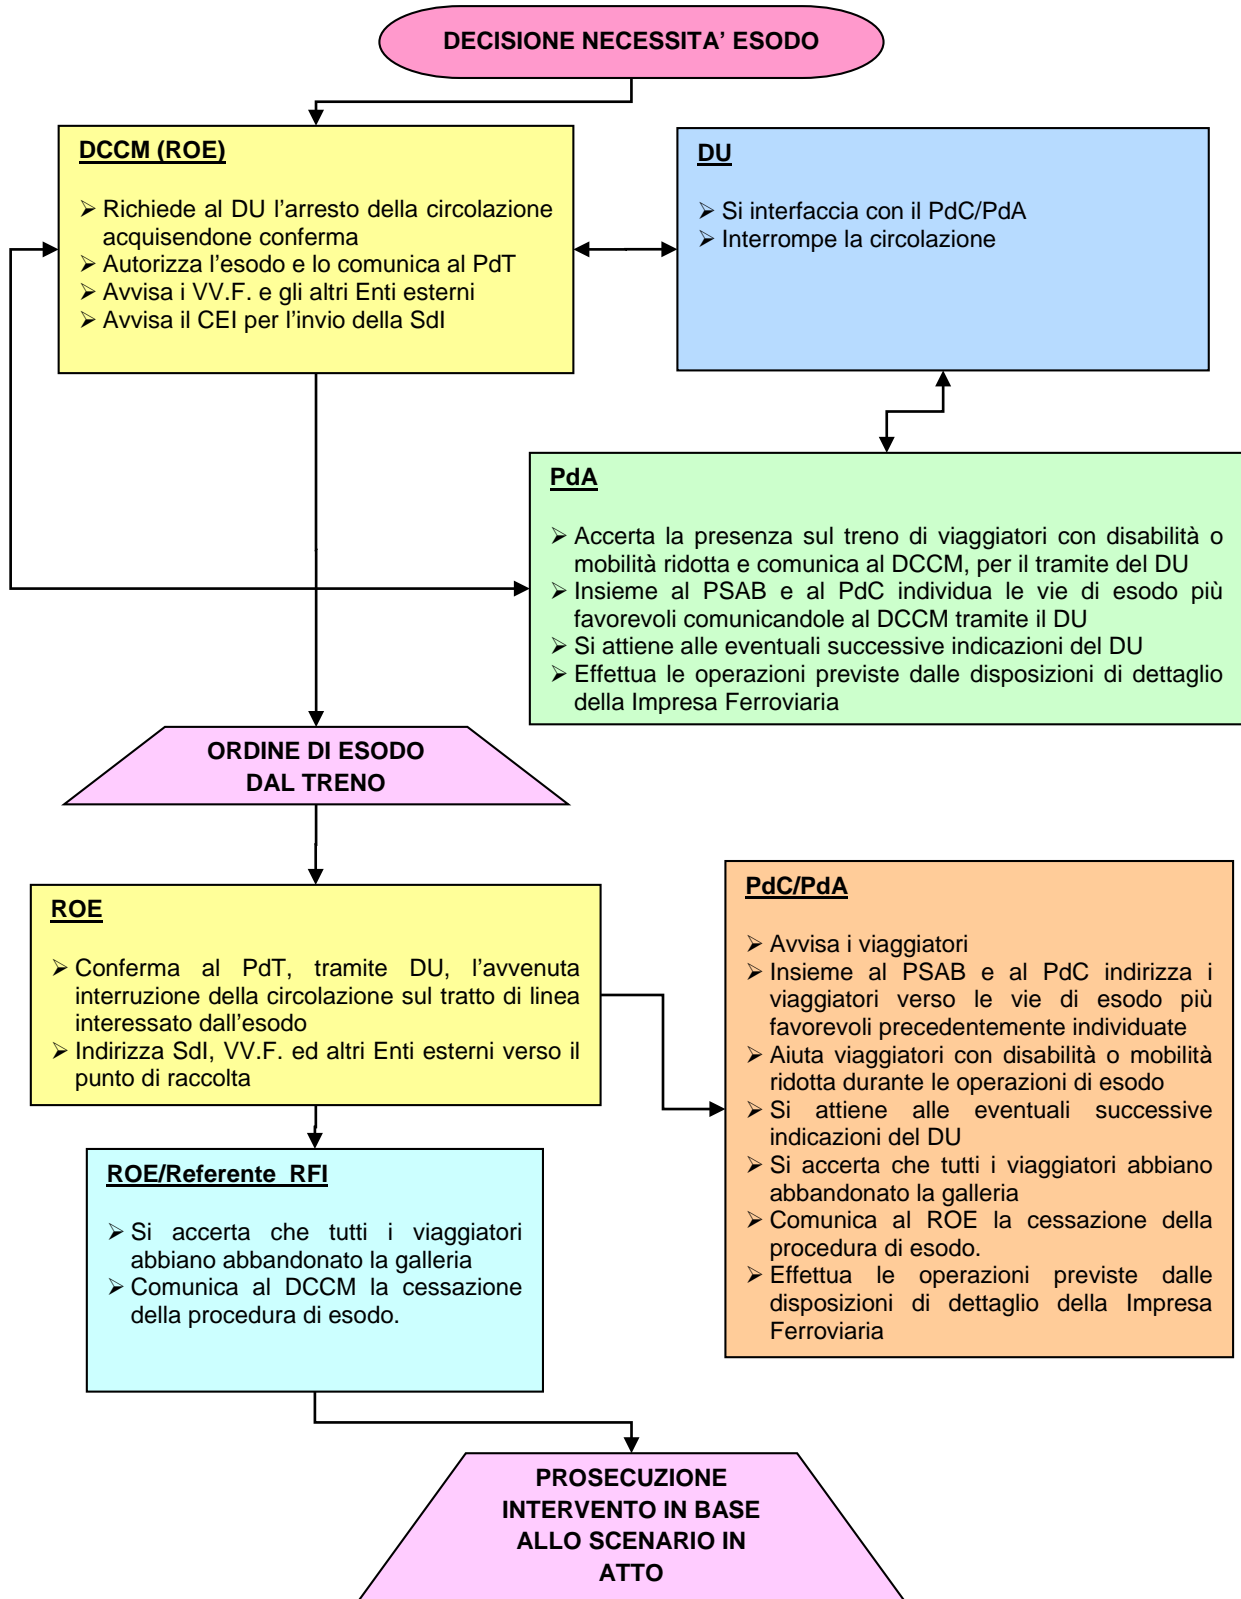 DECISIONE NECESSITA' ESODO
DCCM (ROE)
➢ Richiede al DU l'arresto della circolazione
acquisendone conferma
➢ Autorizza l'esodo e lo comunica al PdT
➢ Avvisa i VV.F. e gli altri Enti esterni
➢ Avvisa il CEI per l'invio della SdI
DU
➢ Si interfaccia con il PdC/PdA
➢ Interrompe la circolazione
PdA
➢ Accerta la presenza sul treno di viaggiatori con disabilità o
mobilità ridotta e comunica al DCCM, per il tramite del DU
➢ Insieme al PSAB e al PdC individua le vie di esodo più
favorevoli comunicandole al DCCM tramite il DU
➢ Si attiene alle eventuali successive indicazioni del DU
➢ Effettua le operazioni previste dalle disposizioni di dettaglio
della Impresa Ferroviaria
ORDINE DI ESODO
DAL TRENO
ROE
➢ Conferma al PdT, tramite DU, l'avvenuta
interruzione della circolazione sul tratto di linea
interessato dall'esodo
➢ Indirizza SdI, VV.F. ed altri Enti esterni verso il
punto di raccolta
PdC/PdA
➢ Avvisa i viaggiatori
➢ Insieme al PSAB e al PdC indirizza i
viaggiatori verso le vie di esodo più
favorevoli precedentemente individuate
➢ Aiuta viaggiatori con disabilità o mobilità
ridotta durante le operazioni di esodo
➢ Si attiene alle eventuali successive
indicazioni del DU
➢ Si accerta che tutti i viaggiatori abbiano
abbandonato la galleria
➢ Comunica al ROE la cessazione della
procedura di esodo.
➢ Effettua le operazioni previste dalle
disposizioni di dettaglio della Impresa
Ferroviaria
ROE/Referente RFI
➢ Si accerta che tutti i viaggiatori
abbiano abbandonato la galleria
➢ Comunica al DCCM la cessazione
della procedura di esodo.
PROSECUZIONE
INTERVENTO IN BASE
ALLO SCENARIO IN
ATTO